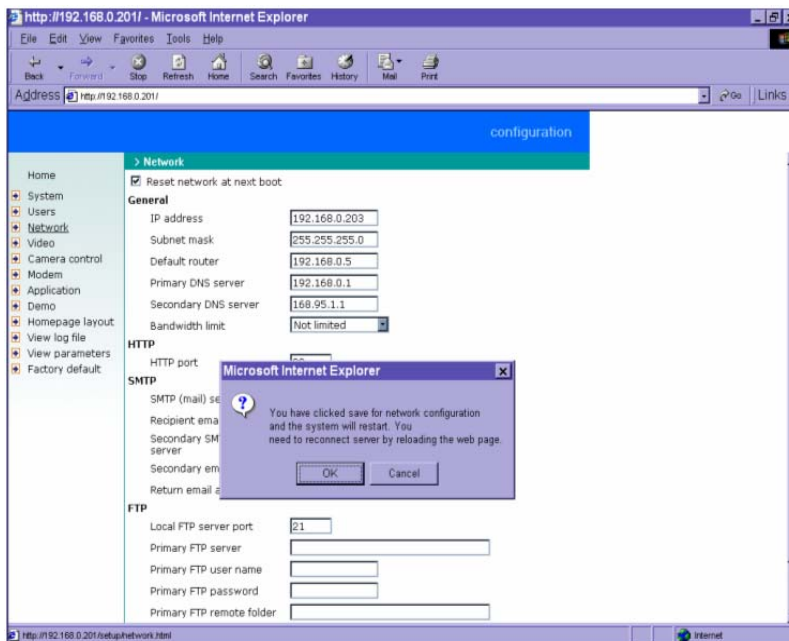 http://192.168.0.201/ - Microsoft Internet Explorer
File Edit View Favorites Tools Help
Back Forward Stop Refresh Home Search Favorites History Mail Print
Address http://192.168.0.201/ Go Links
configuration
Home
System
Users
Network
Video
Camera control
Modem
Application
Demo
Homepage layout
View log file
View parameters
Factory default
> Network
Reset network at next boot
General
IP address 192.168.0.203
Subnet mask 255.255.255.0
Default router 192.168.0.5
Primary DNS server 192.168.0.1
Secondary DNS server 168.95.1.1
Bandwidth limit Not limited
HTTP
HTTP port
SMTP
SMTP (mail) se
Recipient ema
Secondary SM
server
Secondary em
Return email a
Microsoft Internet Explorer
You have clicked save for network configuration
and the system will restart. You
need to reconnect server by reloading the web page.
OK Cancel
FTP
Local FTP server port 21
Primary FTP server
Primary FTP user name
Primary FTP password
Primary FTP remote folder
http://192.168.0.201/setup/network.html Internet